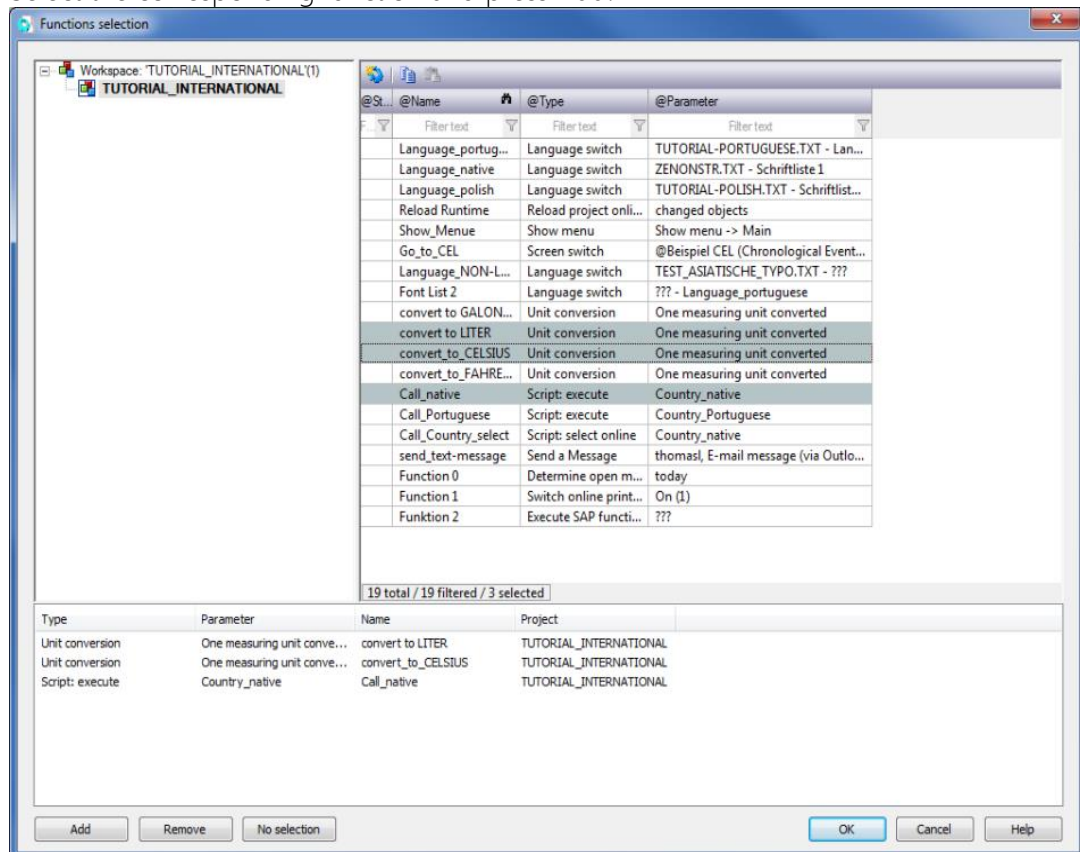 Functions selection
Workspace: 'TUTORIAL_INTERNATIONAL'(1)
TUTORIAL_INTERNATIONAL
@St... @Name @Type @Parameter
F... Filter text Filter text Filter text
Language_portug... Language switch TUTORIAL-PORTUGUESE.TXT - Lan...
Language_native Language switch ZENONSTR.TXT - Schriftliste 1
Language_polish Language switch TUTORIAL-POLISH.TXT - Schriftlist...
Reload Runtime Reload project onli... changed objects
Show_Menue Show menu Show menu -> Main
Go_to_CEL Screen switch @Beispiel CEL (Chronological Event...
Language_NON-L... Language switch TEST_ASIATISCHE_TYPO.TXT - ???
Font List 2 Language switch ??? - Language_portuguese
convert to GALON... Unit conversion One measuring unit converted
convert to LITER Unit conversion One measuring unit converted
convert_to_CELSIUS Unit conversion One measuring unit converted
convert_to_FAHRE... Unit conversion One measuring unit converted
Call_native Script: execute Country_native
Call_Portuguese Script: execute Country_Portuguese
Call_Country_select Script: select online Country_native
send_text-message Send a Message thomasl, E-mail message (via Outlo...
Function 0 Determine open m... today
Function 1 Switch online print... On (1)
Funktion 2 Execute SAP functi... ???
19 total / 19 filtered / 3 selected
Type Parameter Name Project
Unit conversion One measuring unit conve... convert to LITER TUTORIAL_INTERNATIONAL
Unit conversion One measuring unit conve... convert_to_CELSIUS TUTORIAL_INTERNATIONAL
Script: execute Country_native Call_native TUTORIAL_INTERNATIONAL
Add Remove No selection OK Cancel Help